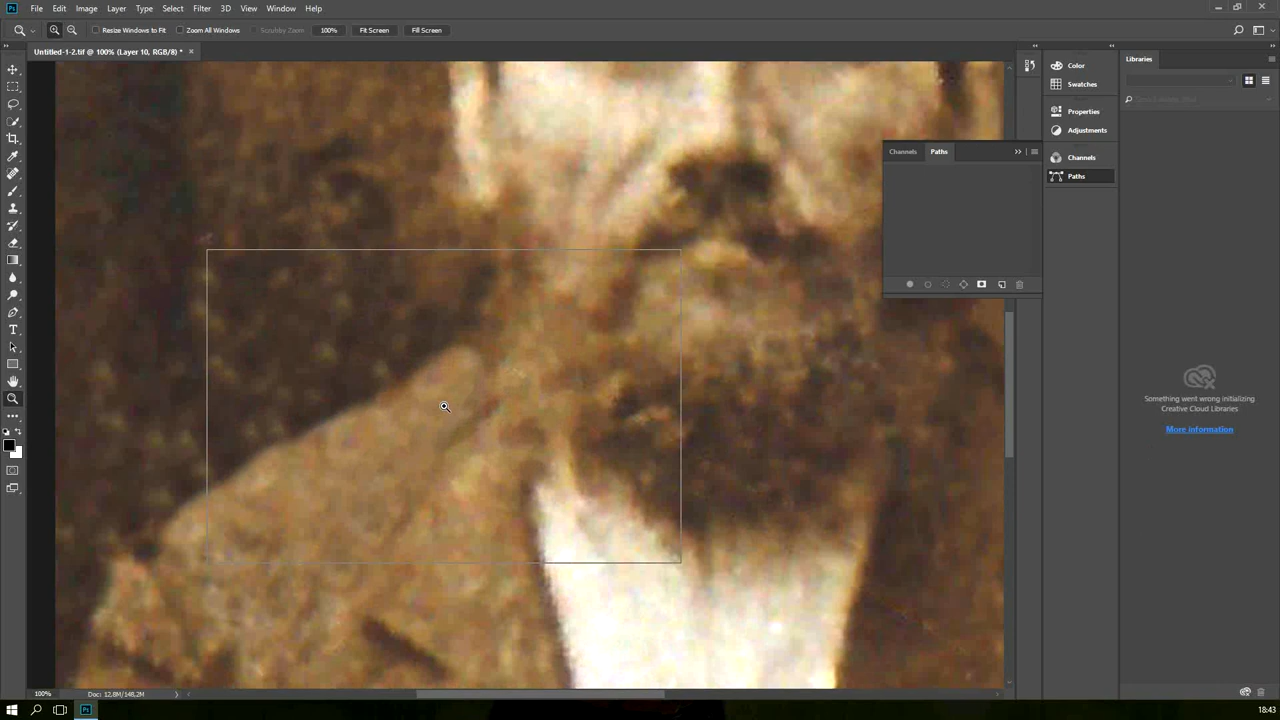 Ps File Edit Image Layer Type Select Filter 3D View Window Help
Resize Windows to Fit Zoom All Windows Scrubby Zoom 100% Fit Screen Fill Screen
Untitled-1-2.tif @ 100% (Layer 10, RGB/8) * ×
Libraries
Color
Swatches
Properties
Adjustments
Channels
Paths
Channels Paths
Something went wrong initializing
Creative Cloud Libraries
More information
100% Doc: 12,8M/148,2M
Ps 18:43